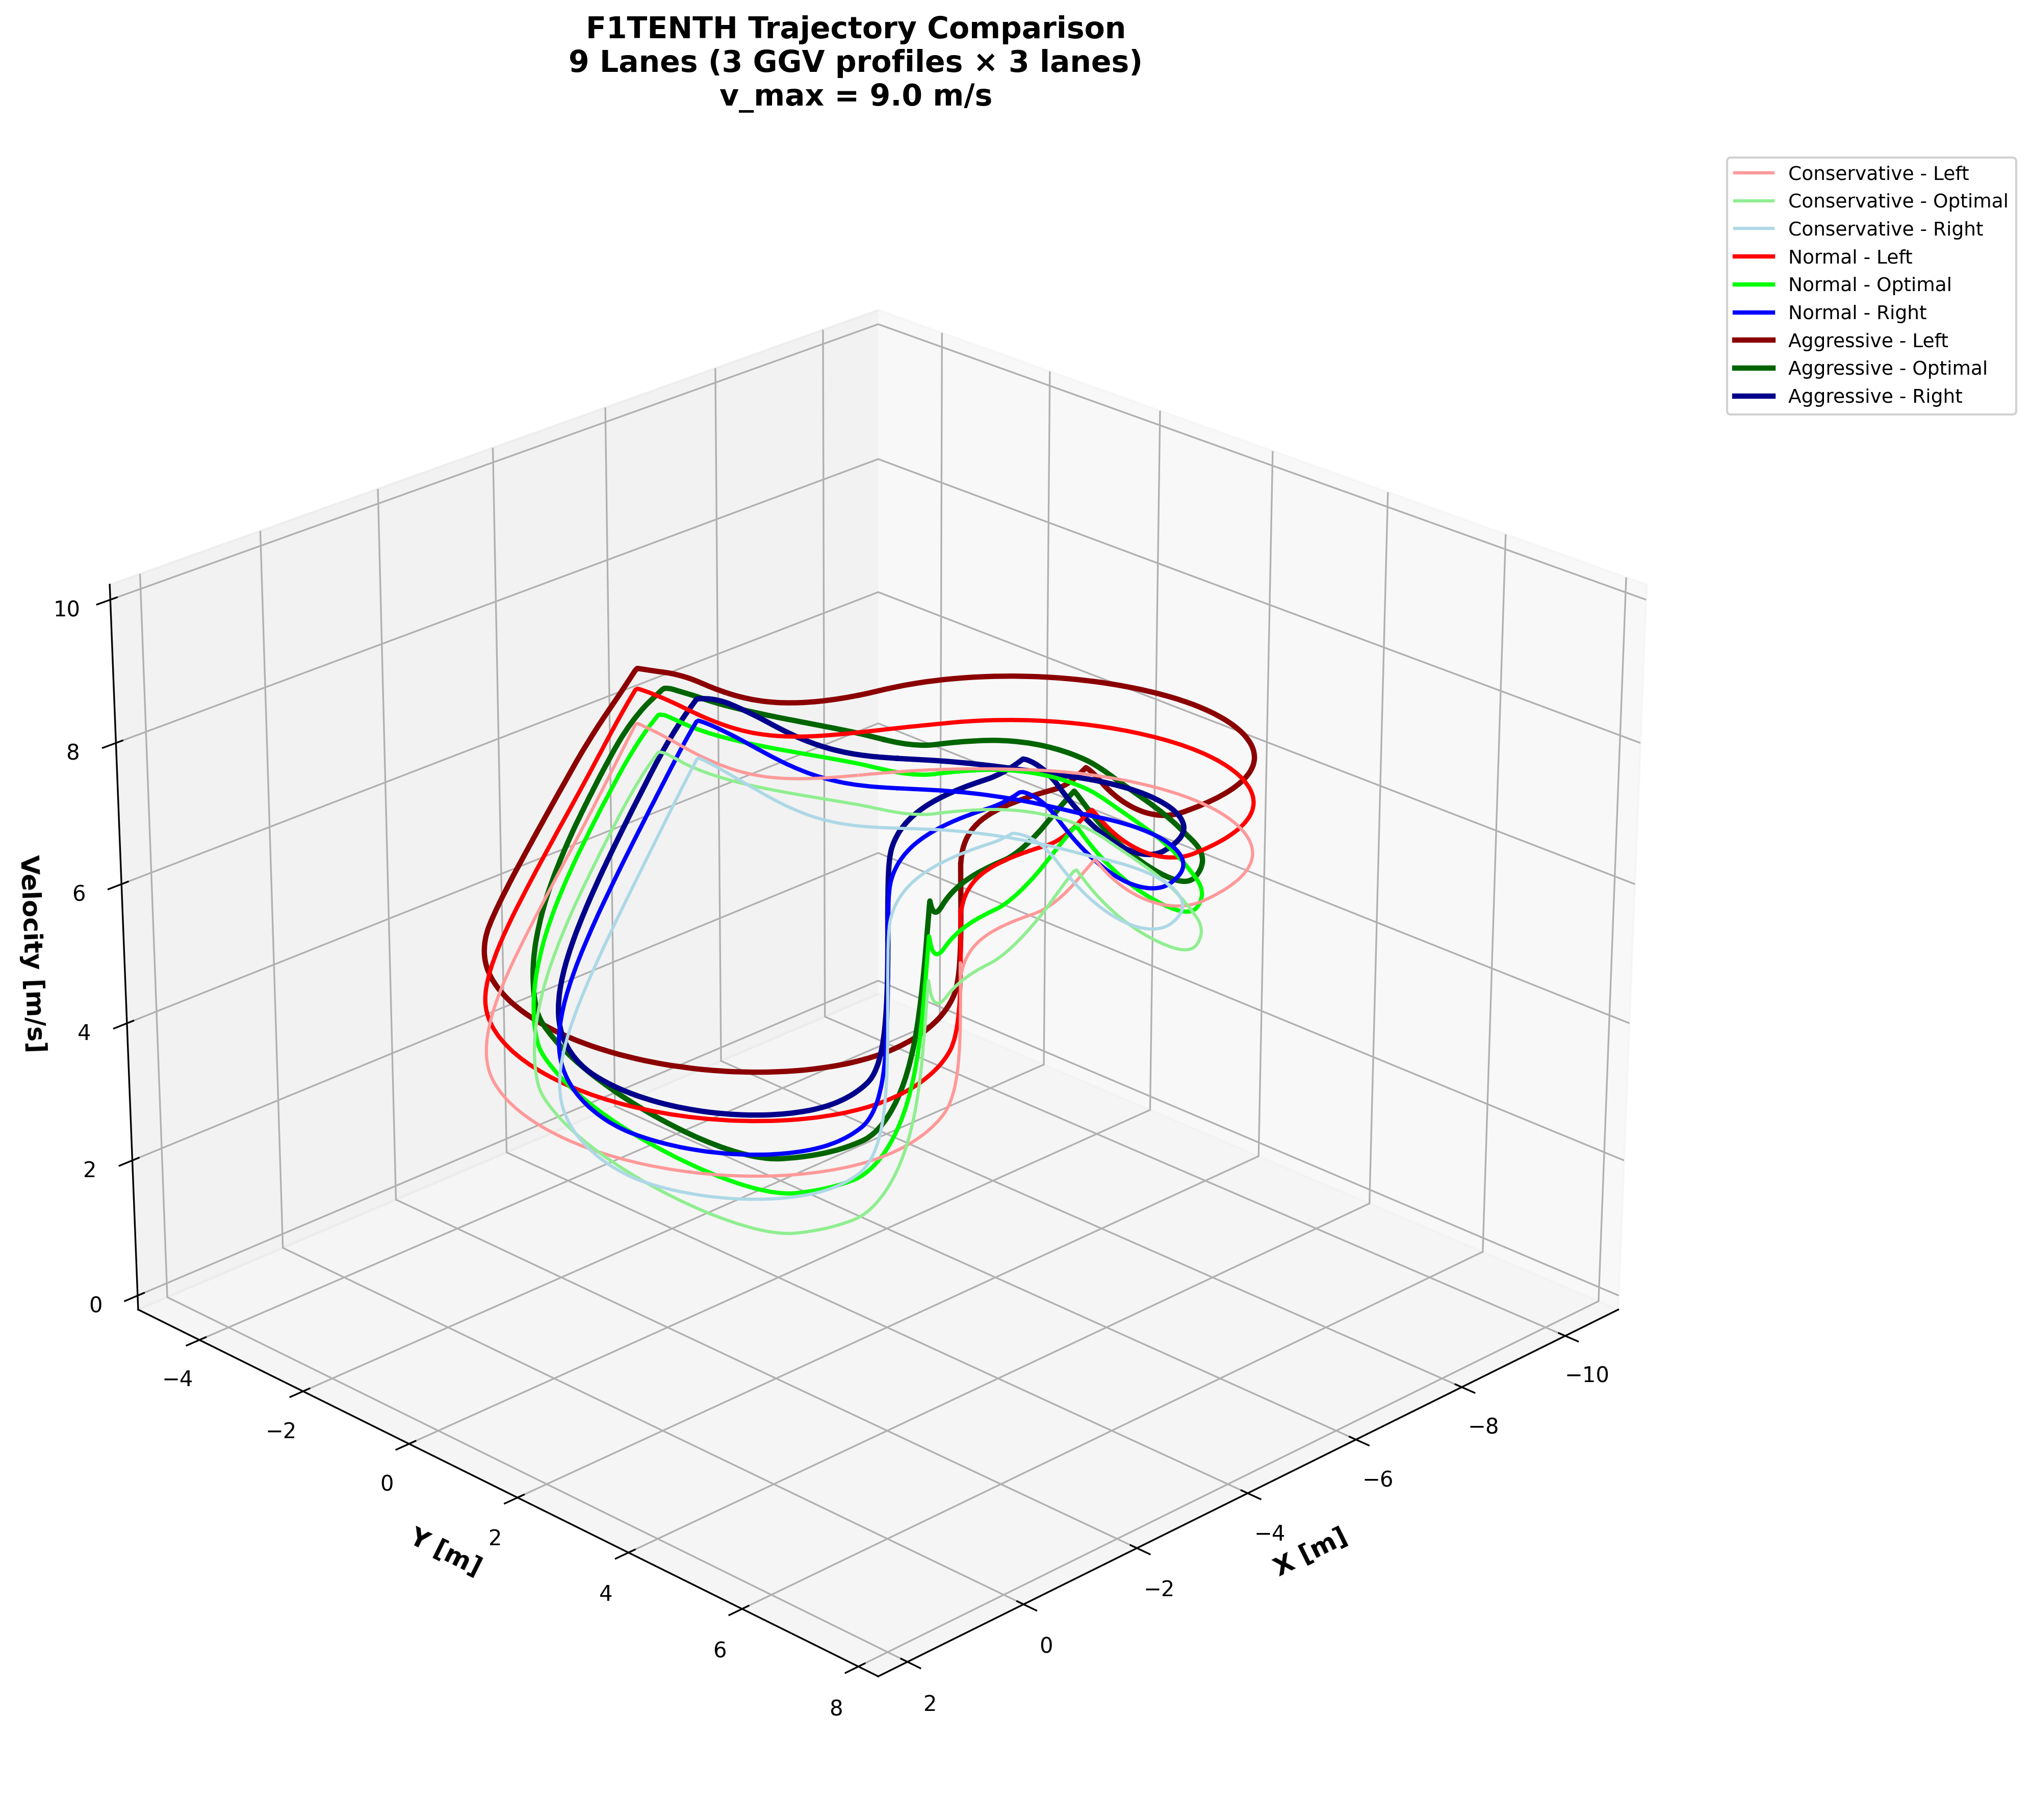 F1TENTH Trajectory Comparison
9 Lanes (3 GGV profiles × 3 lanes)
v_max = 9.0 m/s
Conservative - Left
Conservative - Optimal
Conservative - Right
Normal - Left
Normal - Optimal
Normal - Right
Aggressive - Left
Aggressive - Optimal
Aggressive - Right
Velocity [m/s]
10
8
6
4
2
0
Y [m]
−4
−2
0
2
4
6
8
X [m]
−10
−8
−6
−4
−2
0
2